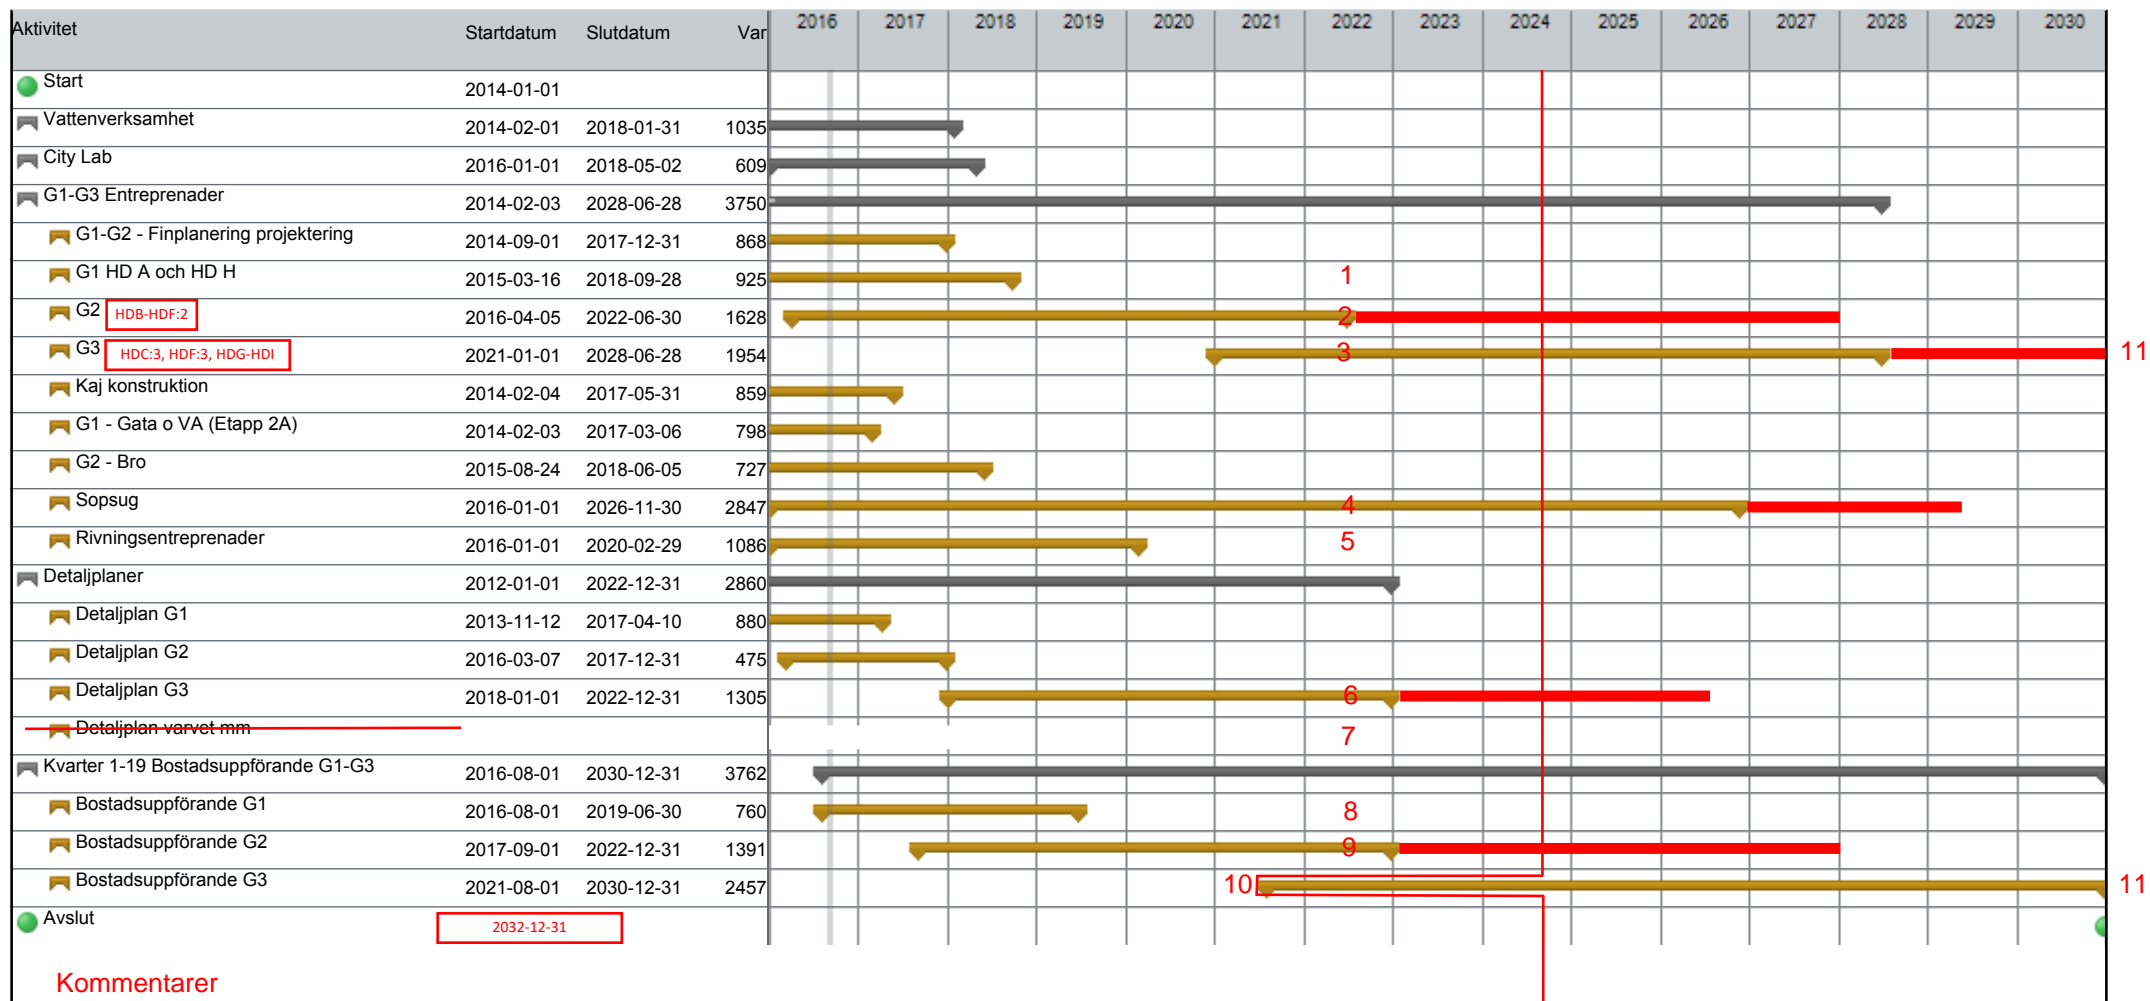 Aktivitet Startdatum Slutdatum Var 2016 2017 2018 2019 2020 2021 2022 2023 2024 2025 2026 2027 2028 2029 2030
Start 2014-01-01
Vattenverksamhet 2014-02-01 2018-01-31 1035
City Lab 2016-01-01 2018-05-02 609
G1-G3 Entreprenader 2014-02-03 2028-06-28 3750
G1-G2 - Finplanering projektering 2014-09-01 2017-12-31 868
G1 HD A och HD H 2015-03-16 2018-09-28 925 1
G2 HDB-HDF:2 2016-04-05 2022-06-30 1628 2
G3 HDC:3, HDF:3, HDG-HDI 2021-01-01 2028-06-28 1954 3 11
Kaj konstruktion 2014-02-04 2017-05-31 859
G1 - Gata o VA (Etapp 2A) 2014-02-03 2017-03-06 798
G2 - Bro 2015-08-24 2018-06-05 727
Sopsug 2016-01-01 2026-11-30 2847 4
Rivningsentreprenader 2016-01-01 2020-02-29 1086 5
Detaljplaner 2012-01-01 2022-12-31 2860
Detaljplan G1 2013-11-12 2017-04-10 880
Detaljplan G2 2016-03-07 2017-12-31 475
Detaljplan G3 2018-01-01 2022-12-31 1305 6
Detaljplan varvet mm 7
Kvarter 1-19 Bostadsuppförande G1-G3 2016-08-01 2030-12-31 3762
Bostadsuppförande G1 2016-08-01 2019-06-30 760 8
Bostadsuppförande G2 2017-09-01 2022-12-31 1391 9
Bostadsuppförande G3 2021-08-01 2030-12-31 2457 10 11
Avslut 2032-12-31
Kommentarer